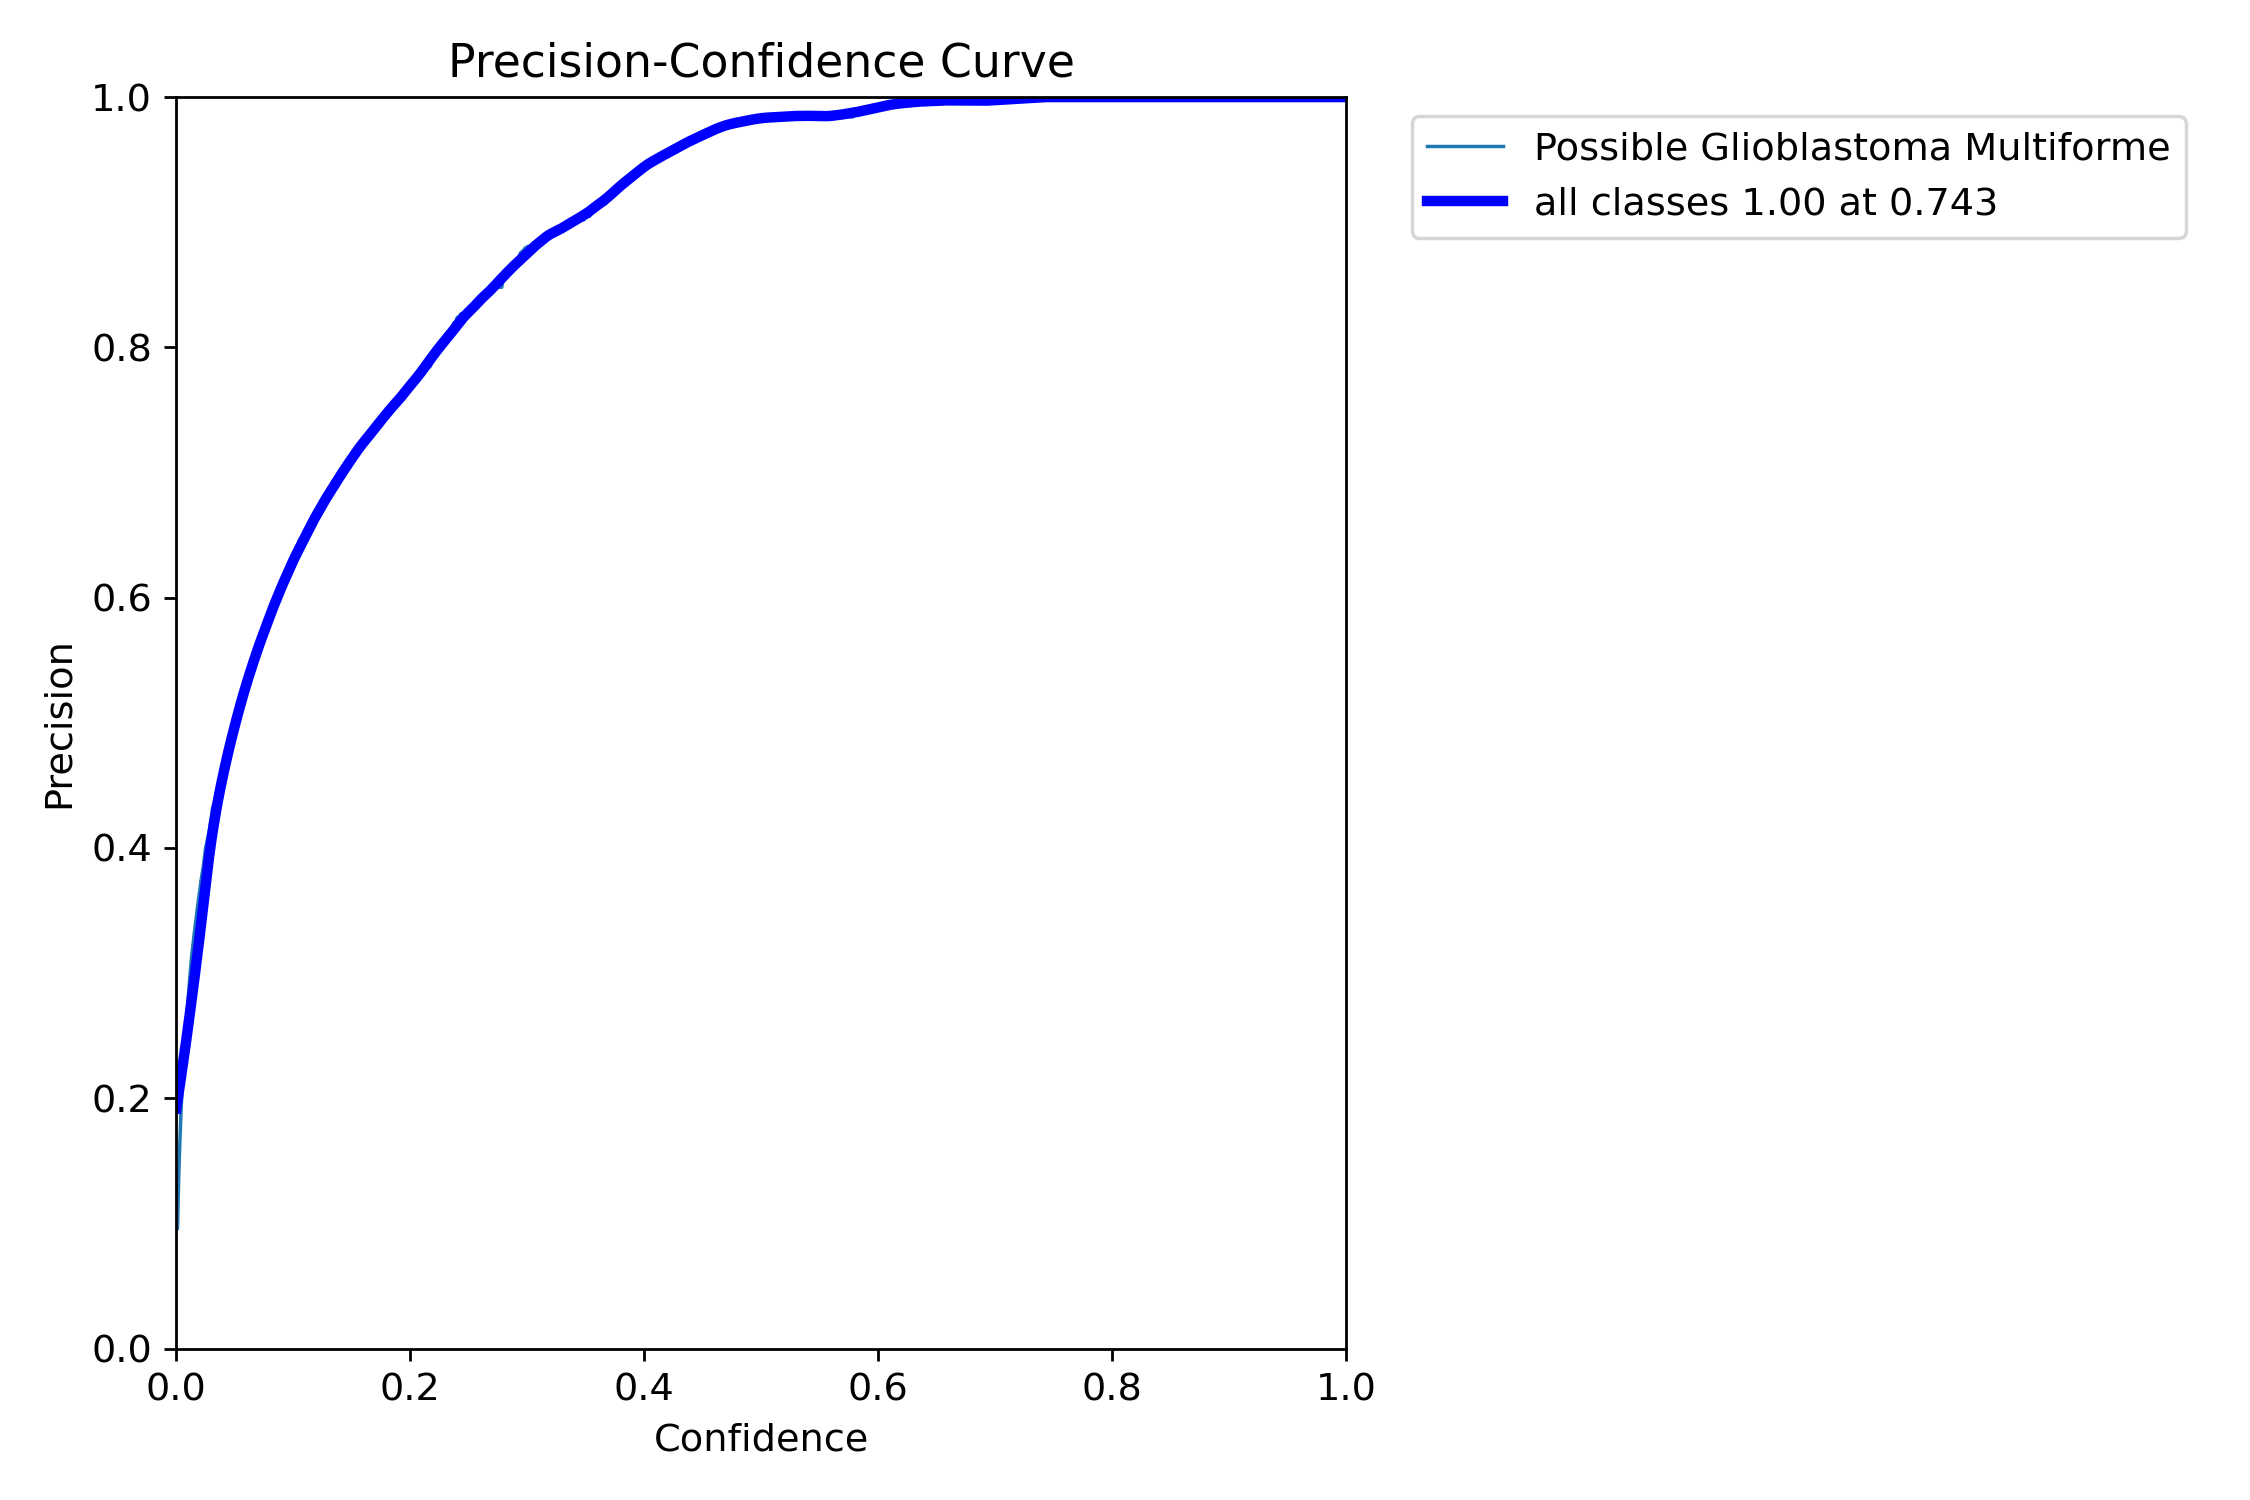 Precision-Confidence Curve
1.0
0.8
0.6
0.4
0.2
0.0
Precision
0.0 0.2 0.4 0.6 0.8 1.0
Confidence
Possible Glioblastoma Multiforme
all classes 1.00 at 0.743